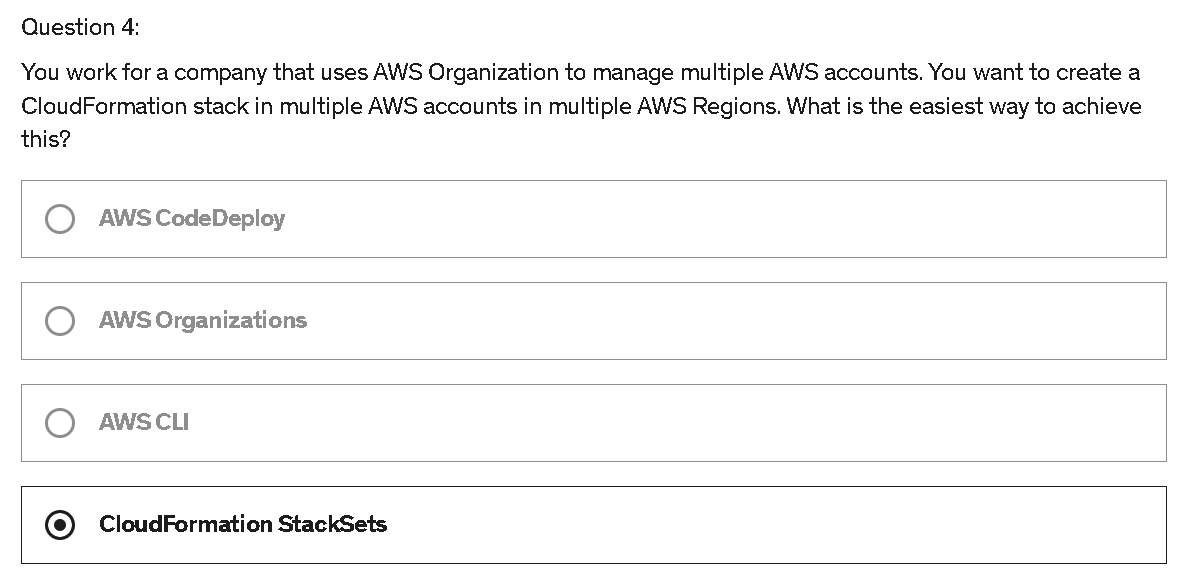 Question 4:
You work for a company that uses AWS Organization to manage multiple AWS accounts. You want to create a
CloudFormation stack in multiple AWS accounts in multiple AWS Regions. What is the easiest way to achieve
this?
AWS CodeDeploy
AWS Organizations
AWS CLI
CloudFormation StackSets